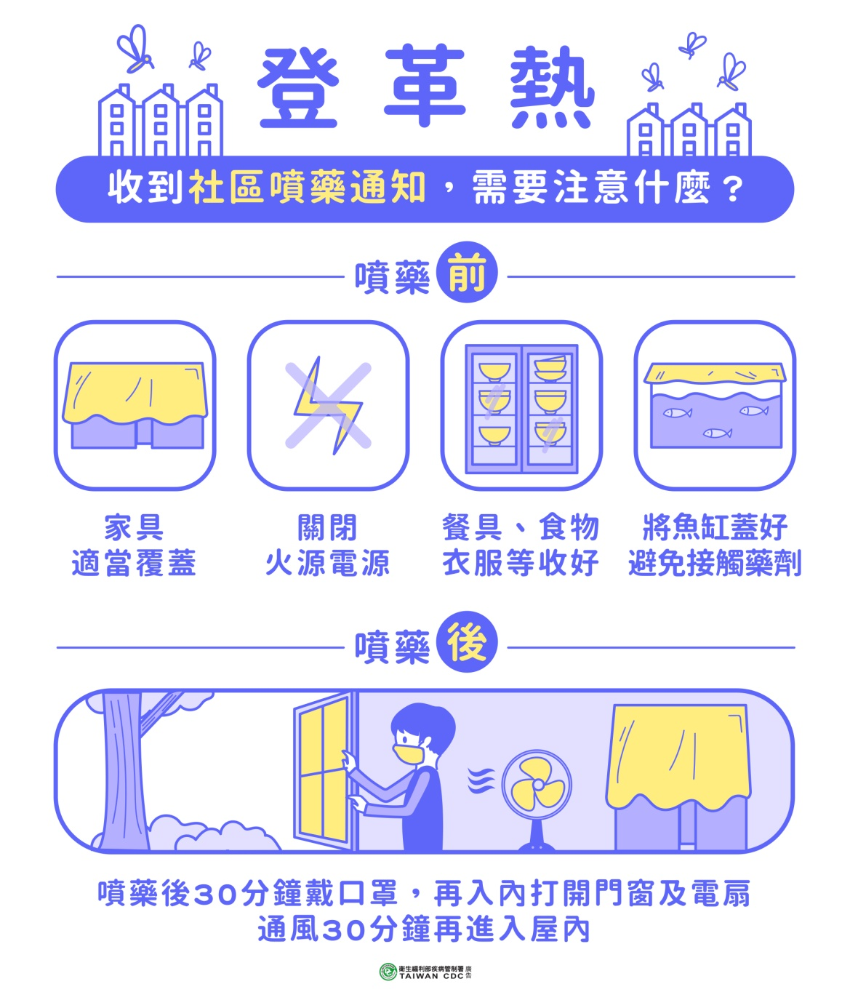 登革熱
收到社區噴藥通知，需要注意什麼？
噴藥前
家具
適當覆蓋
關閉
火源電源
餐具、食物
衣服等收好
將魚缸蓋好
避免接觸藥劑
噴藥後
噴藥後30分鐘戴口罩，再入內打開門窗及電扇
通風30分鐘再進入屋內
衛生福利部疾病管制署 廣告
TAIWAN CDC